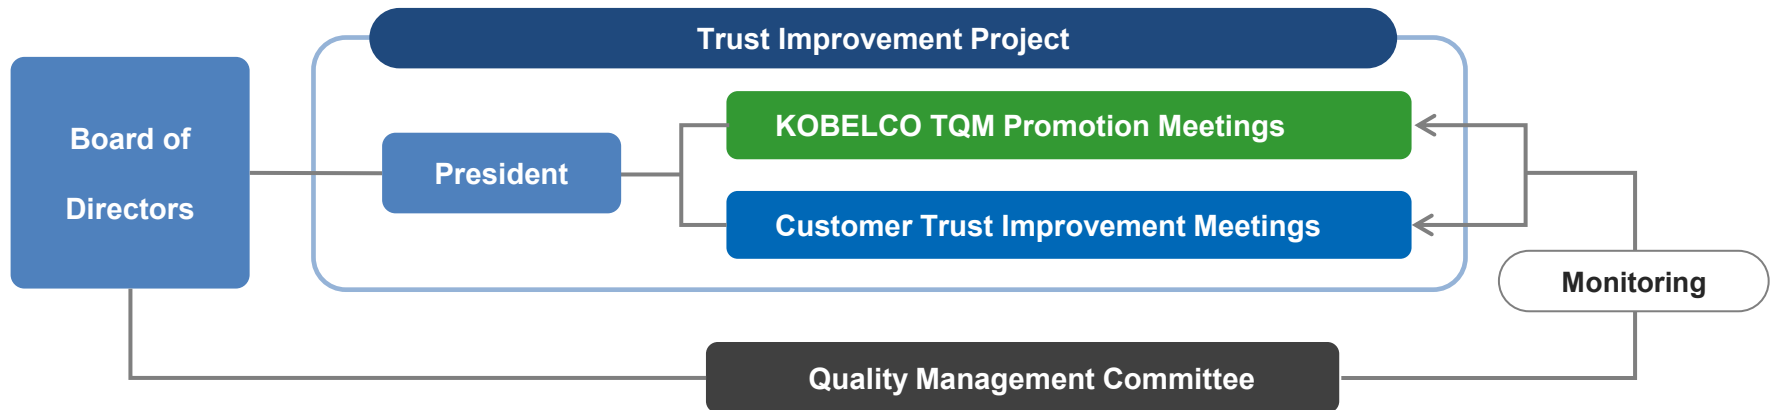 Trust Improvement Project
Board of
Directors
President
KOBELCO TQM Promotion Meetings
Customer Trust Improvement Meetings
Monitoring
Quality Management Committee